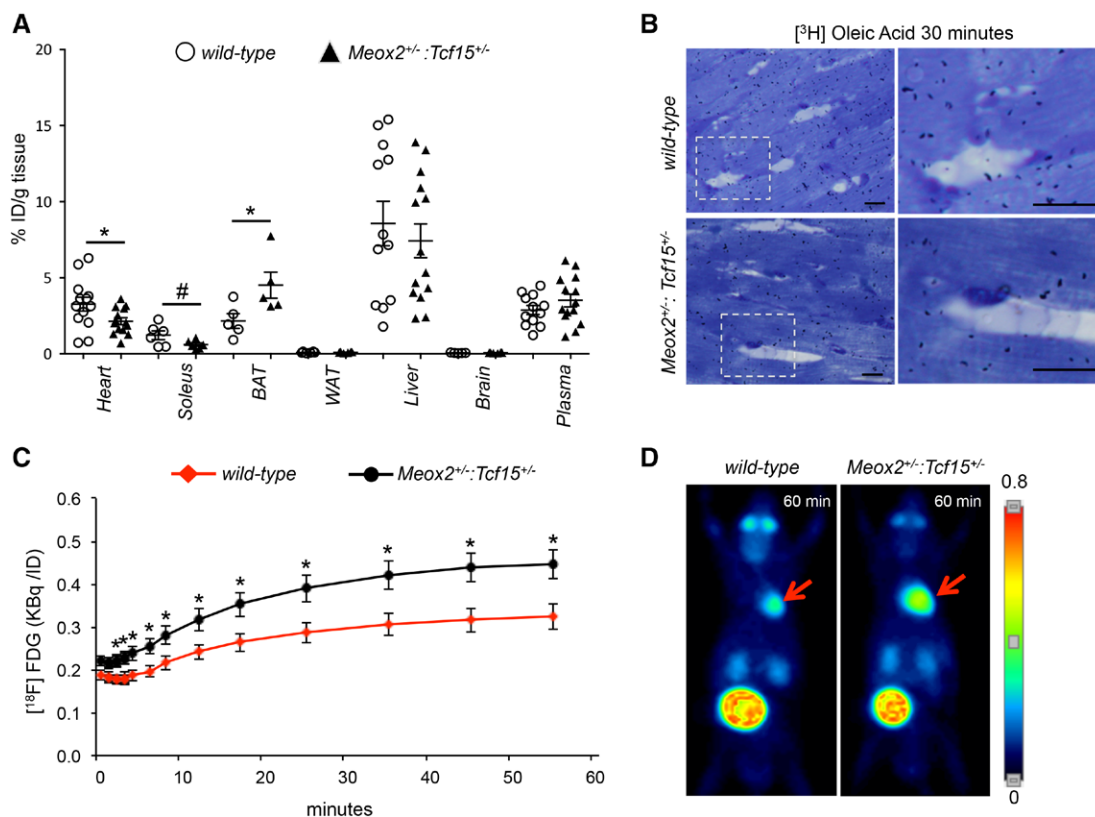 A
wild-type
Meox2+/- :Tcf15+/-
% ID/g tissue
20
15
10
5
0
*
#
*
Heart
Soleus
BAT
WAT
Liver
Brain
Plasma
B
[³H] Oleic Acid 30 minutes
wild-type
Meox2+/-: Tcf15+/-
C
wild-type
Meox2+/-::Tcf15+/-
[¹⁸F] FDG (KBq /ID)
0.6
0.5
0.4
0.3
0.2
0.1
0.0
* * * * * * * * * * *
0 10 20 30 40 50 60
minutes
D
wild-type
Meox2+/-::Tcf15+/-
60 min
60 min
0.8
0